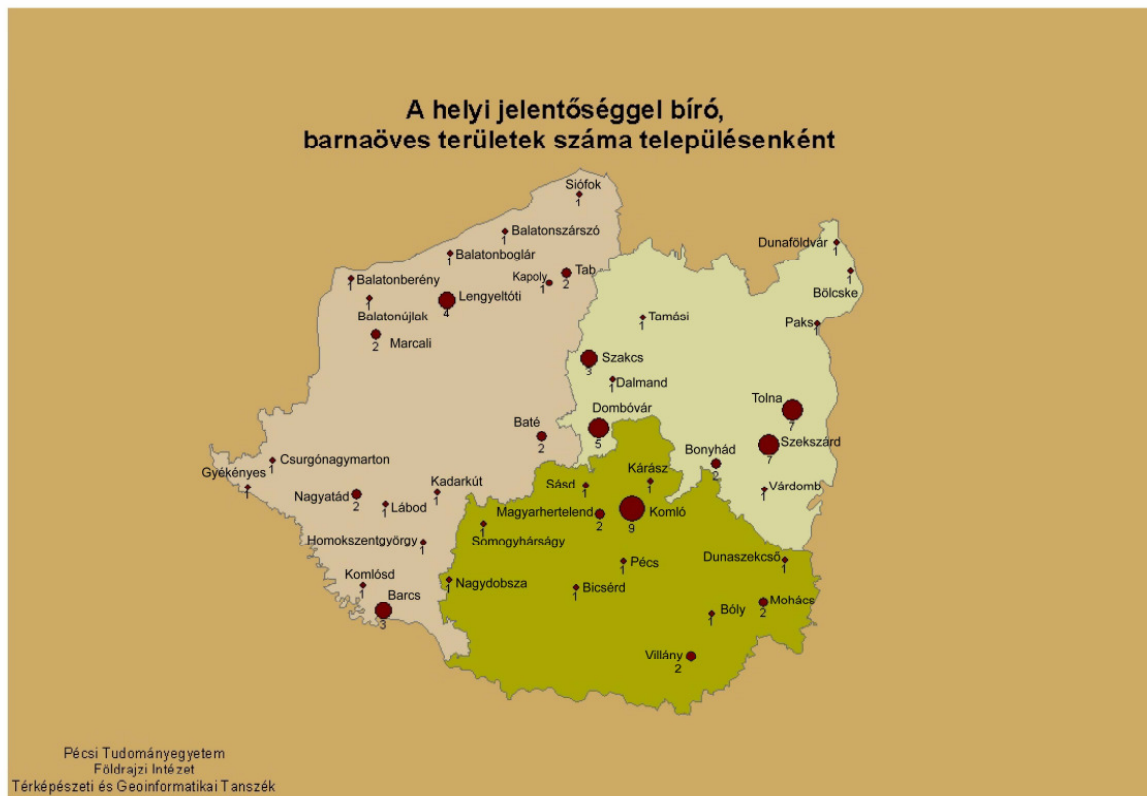 A helyi jelentőséggel bíró,
barnaöves területek száma településenként
Siófok
1
Balatonszárszó
1
Dunaföldvár
1
Balatonboglár
1
Tab
2
Kapoly
1
Bölcske
1
Balatonberény
1
Lengyeltóti
4
Balatonújlak
1
Tamási
1
Paks
1
Marcali
2
Szakcs
3
Dalmand
1
Tolna
7
Dombóvár
5
Baté
2
Szekszárd
7
Bonyhád
2
Csurgónagymarton
1
Gyékényes
1
Kárász
1
Sásd
1
Várdomb
1
Nagyatád
2
Kadarkút
1
Lábod
1
Magyarhertelend
2
Komló
9
Somogyhárságy
1
Homokszentgyörgy
1
Pécs
1
Dunaszekcső
1
Komlósd
1
Nagydobsza
1
Bicsérd
1
Barcs
3
Mohács
2
Bóly
1
Villány
2
Pécsi Tudományegyetem
Földrajzi Intézet
Térképészeti és Geoinformatikai Tanszék